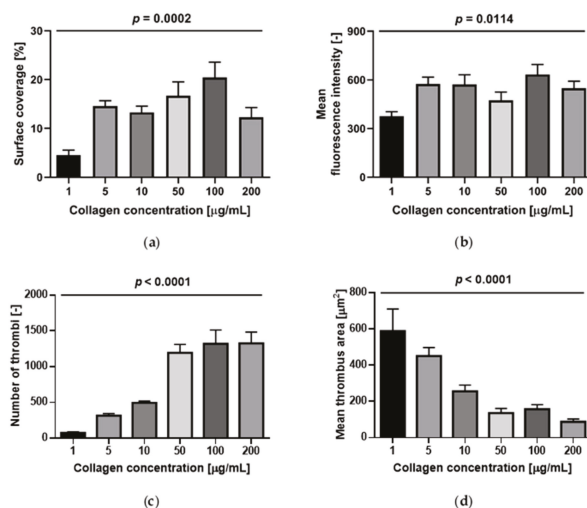 p = 0.0002
Surface coverage [%]
30
20
10
0
1 5 10 50 100 200
Collagen concentration [µg/mL]
(a)
p = 0.0114
Mean
fluorescence intensity [-]
900
600
300
0
1 5 10 50 100 200
Collagen concentration [µg/mL]
(b)
p < 0.0001
Number of thrombi [-]
2000
1500
1000
500
0
1 5 10 50 100 200
Collagen concentration [µg/mL]
(c)
p < 0.0001
Mean thrombus area [µm²]
800
600
400
200
0
1 5 10 50 100 200
Collagen concentration [µg/mL]
(d)